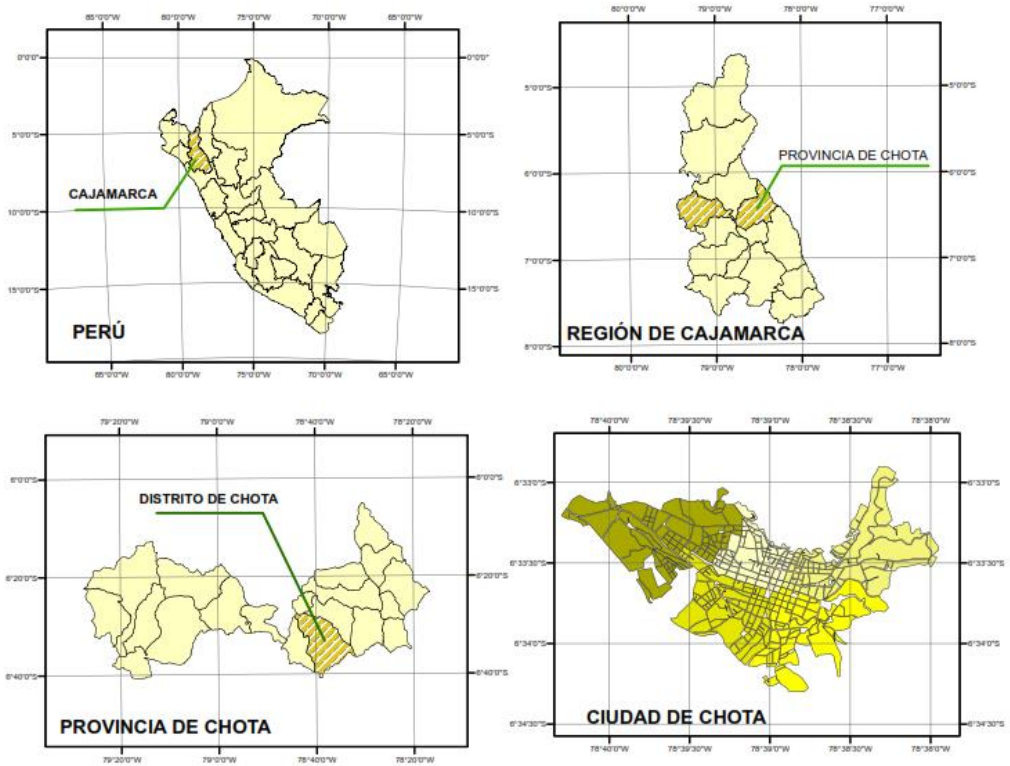 85°0'0"W 80°0'0"W 75°0'0"W 70°0'0"W 65°0'0"W
0°0'0" 0°0'0"
5°0'0"S 5°0'0"S
CAJAMARCA
10°0'0"S 10°0'0"S
15°0'0"S 15°0'0"S
PERÚ
85°0'0"W 80°0'0"W 75°0'0"W 70°0'0"W 65°0'0"W
80°0'0"W 79°0'0"W 78°0'0"W 77°0'0"W
5°0'0"S 5°0'0"S
PROVINCIA DE CHOTA
6°0'0"S 6°0'0"S
7°0'0"S 7°0'0"S
REGIÓN DE CAJAMARCA
8°0'0"S 8°0'0"S
80°0'0"W 79°0'0"W 78°0'0"W 77°0'0"W
79°20'0"W 79°0'0"W 78°40'0"W 78°20'0"W
6°0'0"S 6°0'0"S
DISTRITO DE CHOTA
6°20'0"S 6°20'0"S
6°40'0"S 6°40'0"S
PROVINCIA DE CHOTA
79°20'0"W 79°0'0"W 78°40'0"W 78°20'0"W
78°40'0"W 78°39'30"W 78°39'0"W 78°38'30"W 78°38'0"W
6°33'0"S 6°33'0"S
6°33'30"S 6°33'30"S
6°34'0"S 6°34'0"S
CIUDAD DE CHOTA
6°34'30"S 6°34'30"S
78°40'0"W 78°39'30"W 78°39'0"W 78°38'30"W 78°38'0"W